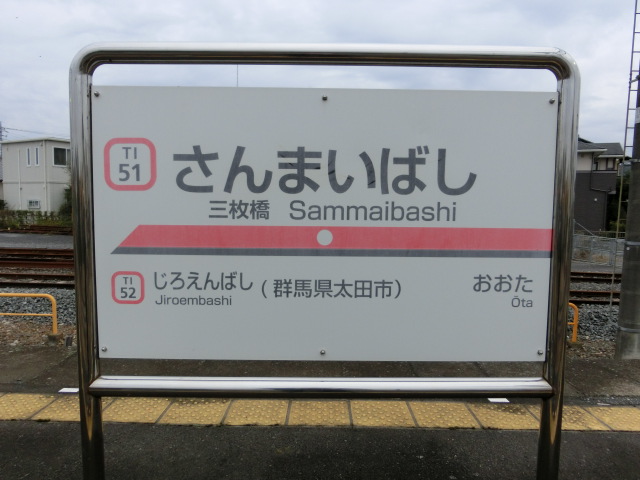 TI
51
さんまいばし
三枚橋 Sammaibashi
TI
52
じろえんばし
Jiroembashi
(群馬県太田市)
おおた
Ōta